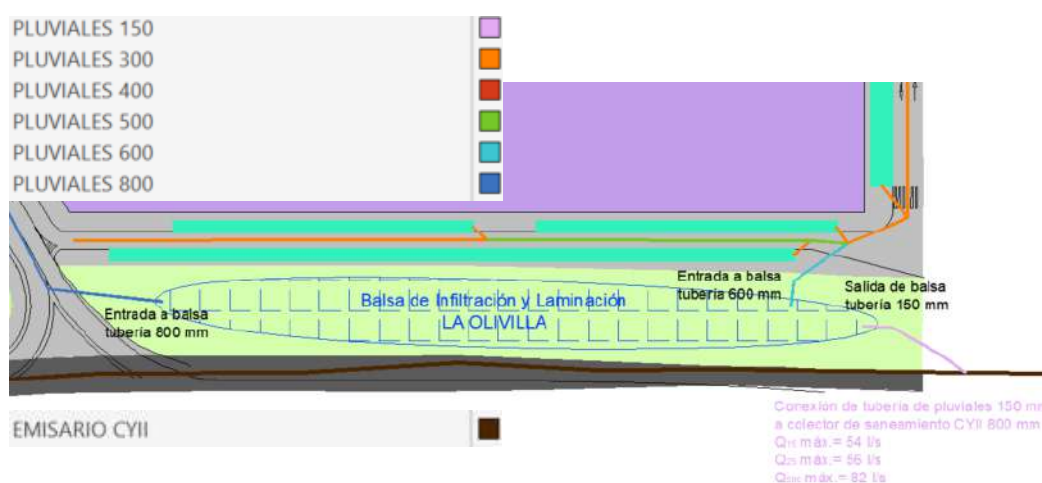 PLUVIALES 150
PLUVIALES 300
PLUVIALES 400
PLUVIALES 500
PLUVIALES 600
PLUVIALES 800
Entrada a balsa
tubería 600 mm
Salida de balsa
tubería 150 mm
Balsa de Infiltración y Laminación
LA OLIVILLA
Entrada a balsa
tubería 800 mm
EMISARIO CYII
Conexión de tubería de pluviales 150 mm
a colector de saneamiento CYII 800 mm
Q15 máx.= 54 l/s
Q25 máx.= 56 l/s
Q500 máx.= 82 l/s